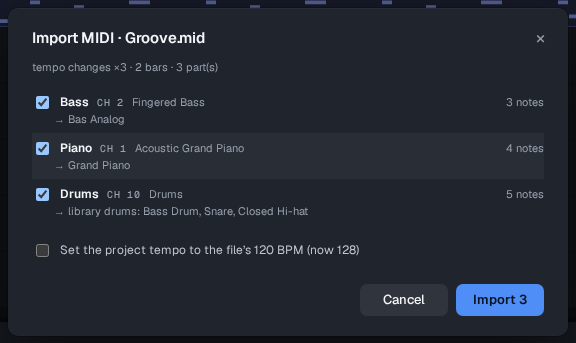 Import MIDI · Groove.mid
×
tempo changes ×3 · 2 bars · 3 part(s)
Bass CH 2 Fingered Bass 3 notes
→ Bas Analog
Piano CH 1 Acoustic Grand Piano 4 notes
→ Grand Piano
Drums CH 10 Drums 5 notes
→ library drums: Bass Drum, Snare, Closed Hi-hat
Set the project tempo to the file's 120 BPM (now 128)
Cancel Import 3